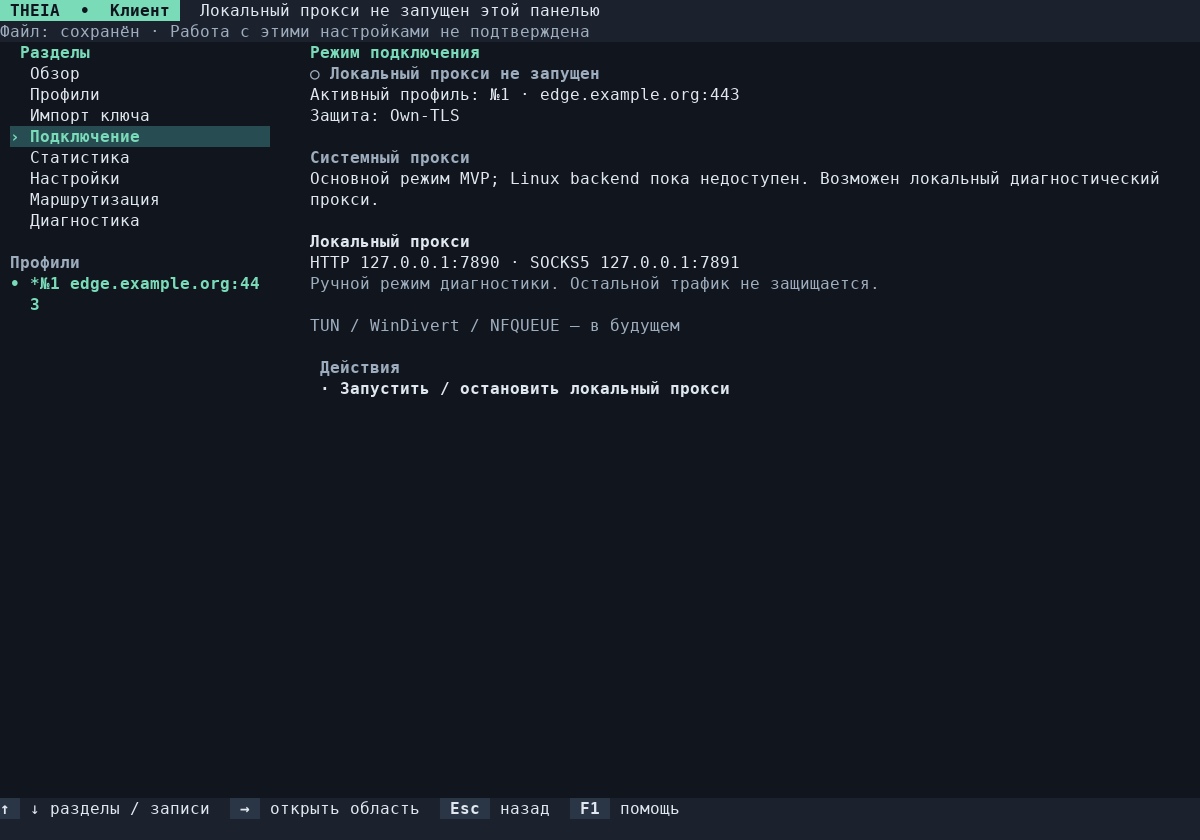 THEIA • Клиент Локальный прокси не запущен этой панелью
Файл: сохранён · Работа с этими настройками не подтверждена
Разделы
Обзор
Профили
Импорт ключа
› Подключение
Статистика
Настройки
Маршрутизация
Диагностика
Профили
• *№1 edge.example.org:44
3
Режим подключения
○ Локальный прокси не запущен
Активный профиль: №1 · edge.example.org:443
Защита: Own-TLS
Системный прокси
Основной режим MVP; Linux backend пока недоступен. Возможен локальный диагностический
прокси.
Локальный прокси
HTTP 127.0.0.1:7890 · SOCKS5 127.0.0.1:7891
Ручной режим диагностики. Остальной трафик не защищается.
TUN / WinDivert / NFQUEUE — в будущем
Действия
· Запустить / остановить локальный прокси
↑ ↓ разделы / записи → открыть область Esc назад F1 помощь